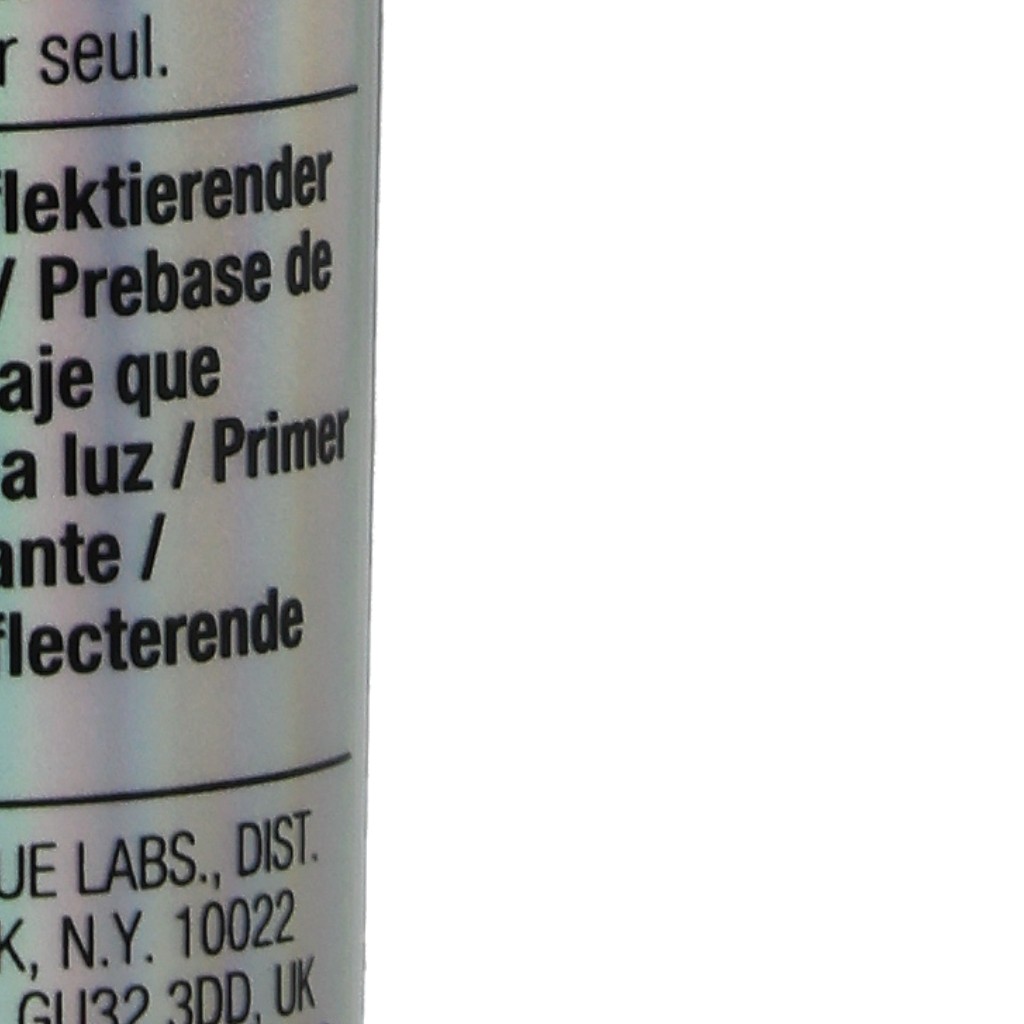 r seul.
flektierender
/ Prebase de
aje que
a luz / Primer
ante /
flecterende
UE LABS., DIST.
K, N.Y. 10022
GU32 3DD, UK